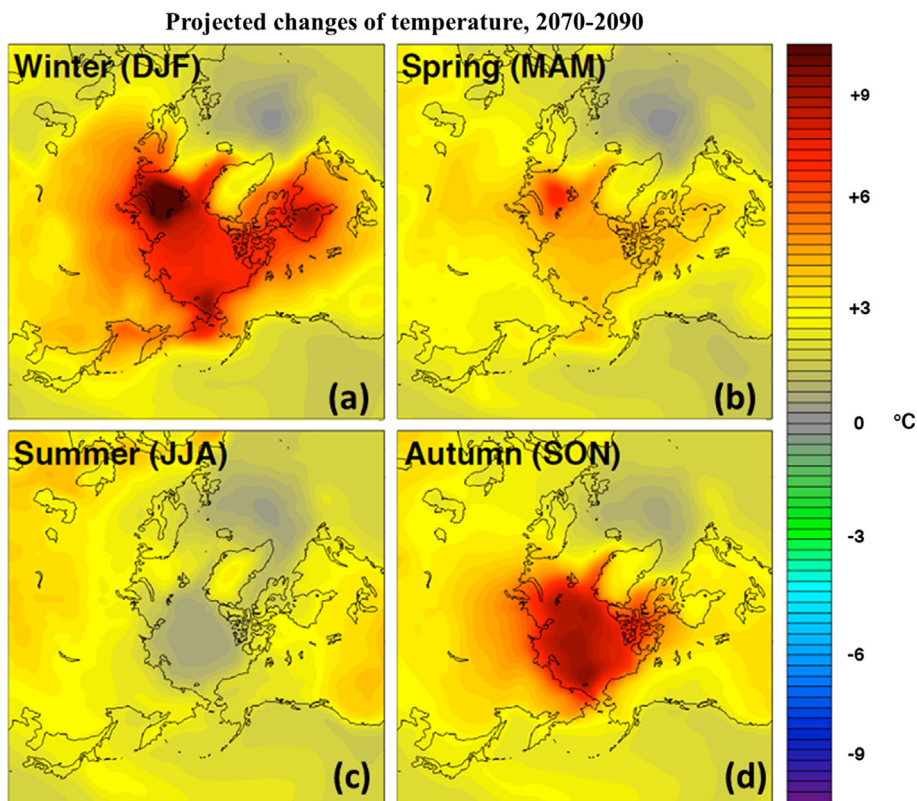 Projected changes of temperature, 2070-2090
Winter (DJF)
(a)
Spring (MAM)
(b)
Summer (JJA)
(c)
Autumn (SON)
(d)
+9
+6
+3
0 °C
-3
-6
-9